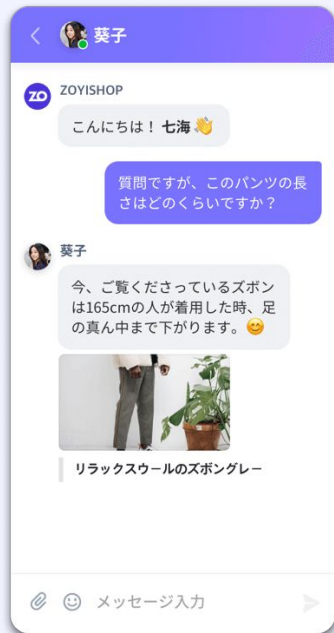 葵子
ZO
ZOYISHOP
こんにちは！七海👋
質問ですが、このパンツの長
さはどのくらいですか？
葵子
今、ご覧くださっているズボン
は165cmの人が着用した時、足
の真ん中まで下がります。😊
リラックスウールのズボングレー
メッセージ入力